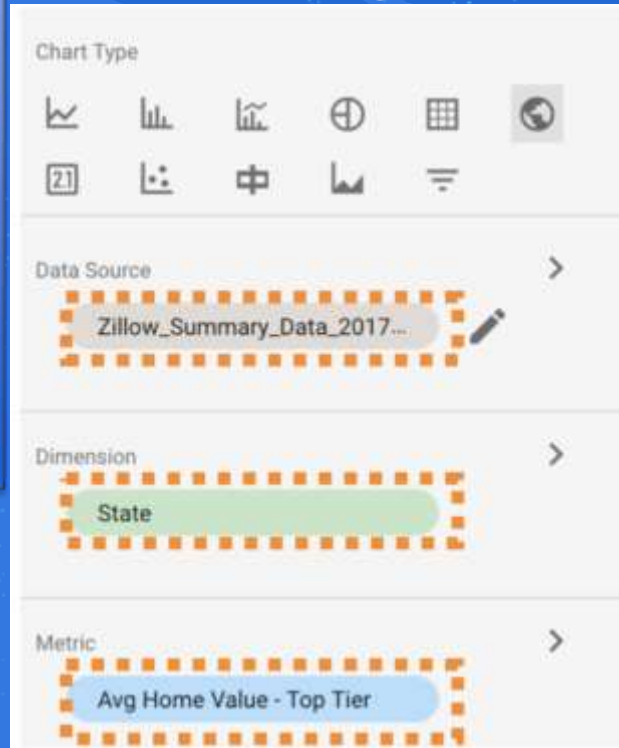 Chart Type
21
Data Source
Zillow_Summary_Data_2017...
Dimension
State
Metric
Avg Home Value - Top Tier